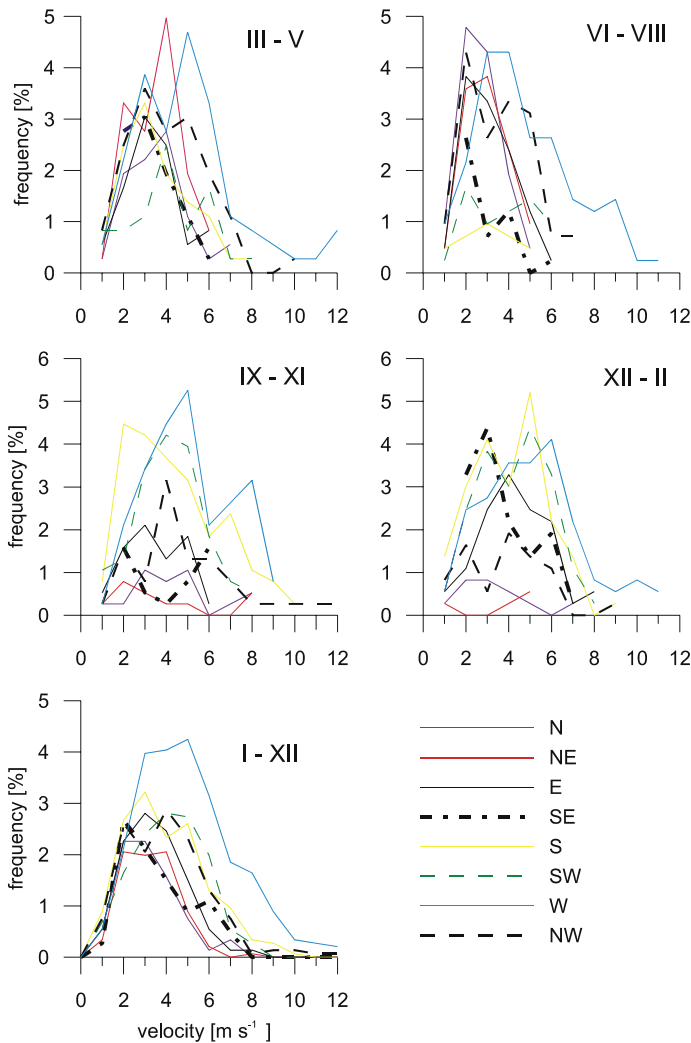 III - V
frequency [%]
5
4
3
2
1
0
0 2 4 6 8 10 12
VI - VIII
5
4
3
2
1
0
0 2 4 6 8 10 12
IX - XI
frequency [%]
6
5
4
3
2
1
0
0 2 4 6 8 10 12
XII - II
6
5
4
3
2
1
0
0 2 4 6 8 10 12
I - XII
frequency [%]
5
4
3
2
1
0
0 2 4 6 8 10 12
velocity [m s⁻¹ ]
N
NE
E
SE
S
SW
W
NW